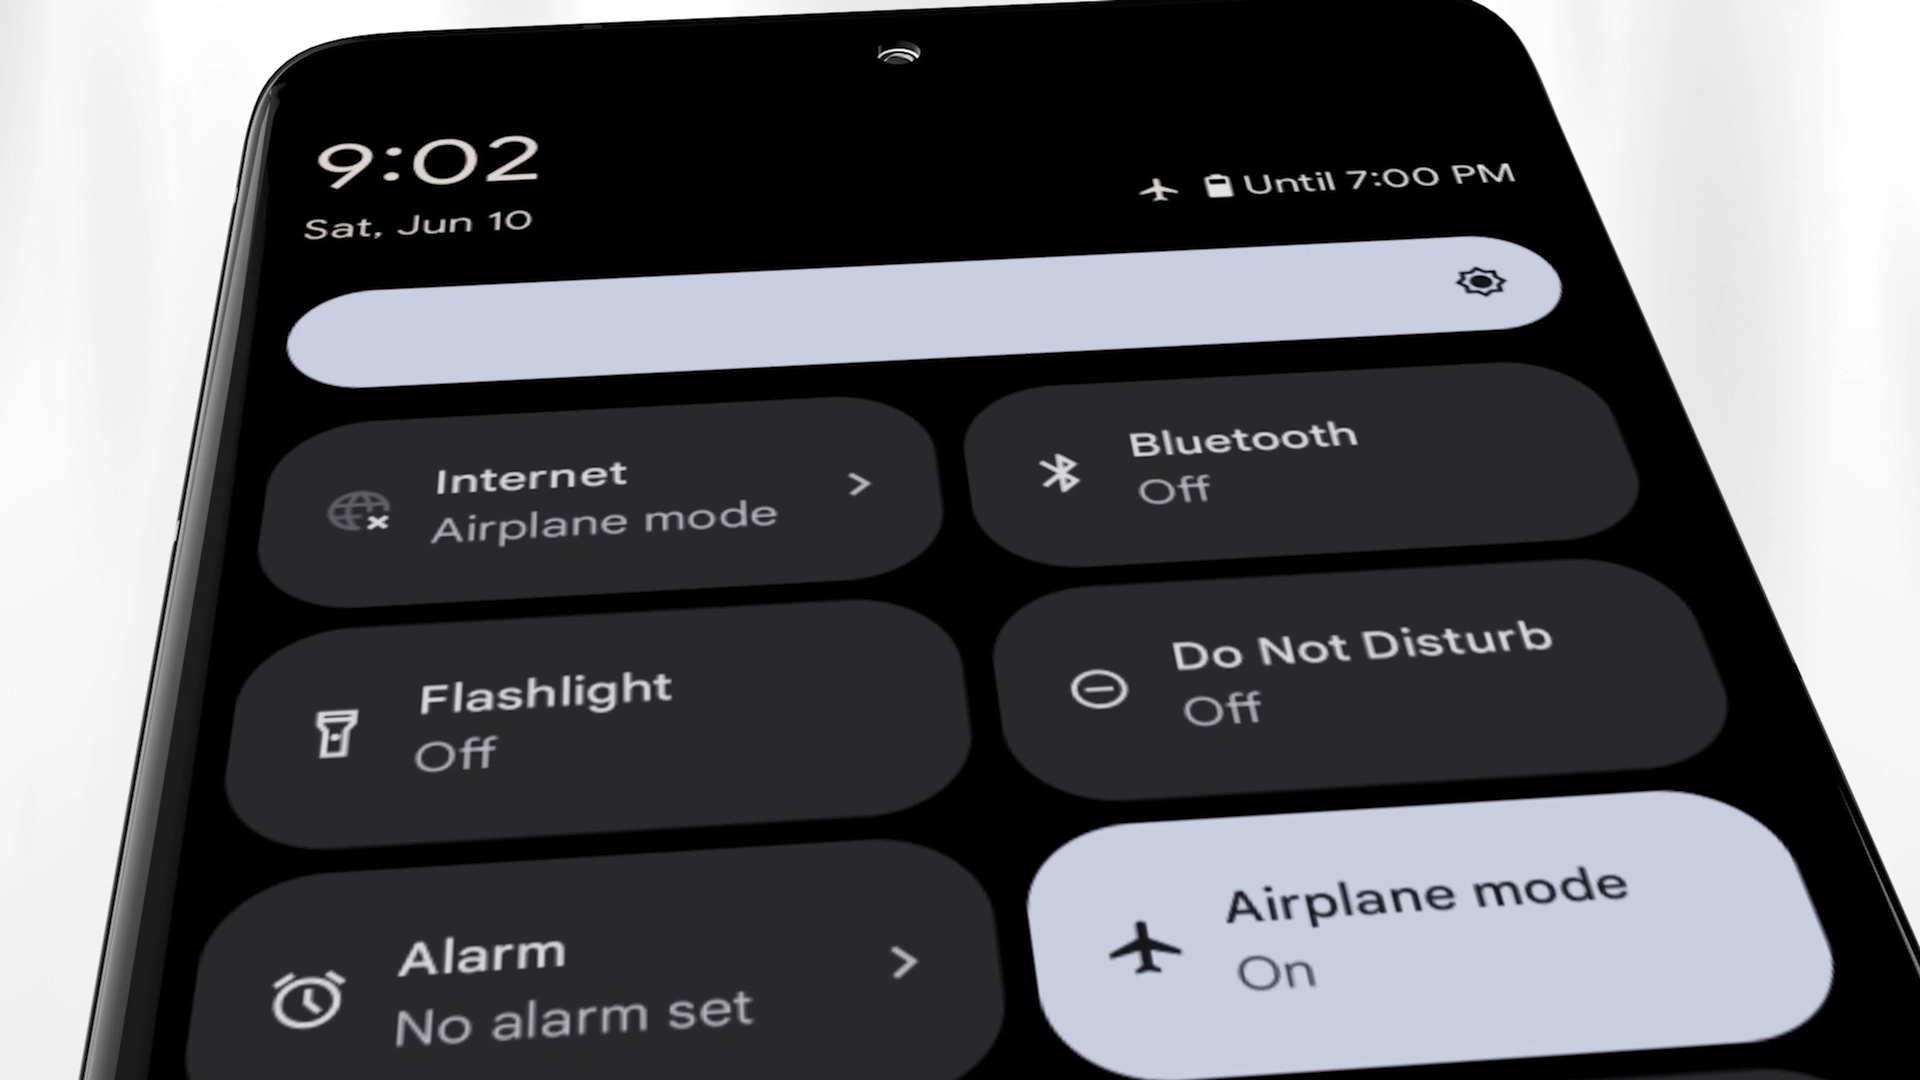 9:02
Until 7:00 PM
Sat, Jun 10
Internet
Airplane mode
Bluetooth
Off
Flashlight
Off
Do Not Disturb
Off
Alarm
No alarm set
Airplane mode
On